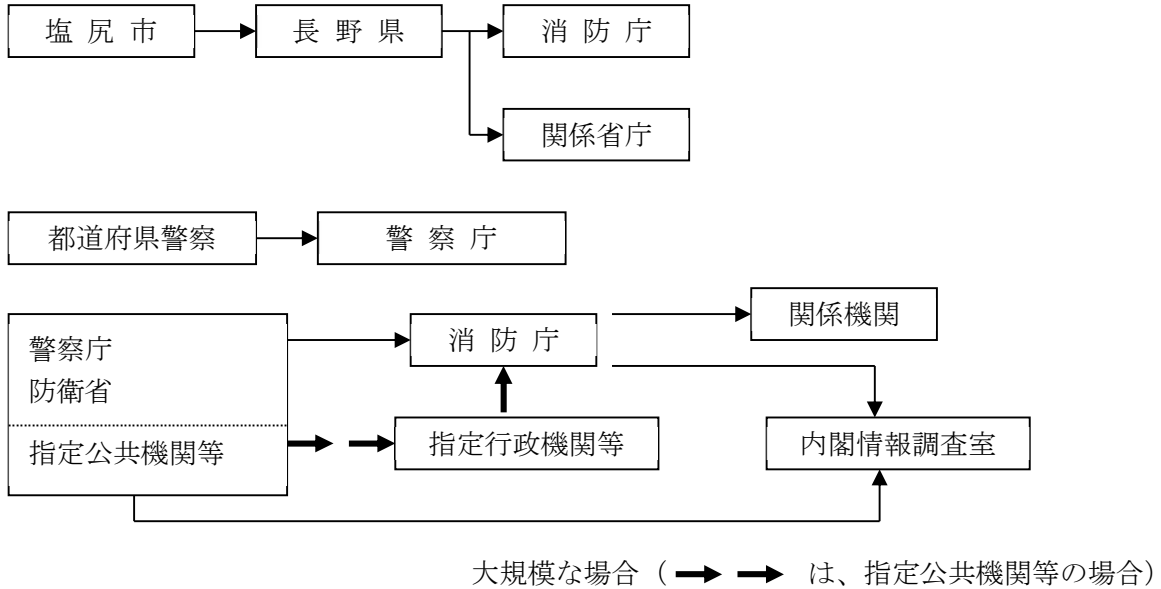 塩 尻 市
長 野 県
消 防 庁
関係省庁
都道府県警察
警 察 庁
関係機関
警察庁
防衛省
消 防 庁
指定公共機関等
指定行政機関等
内閣情報調査室
大規模な場合（ は、指定公共機関等の場合）